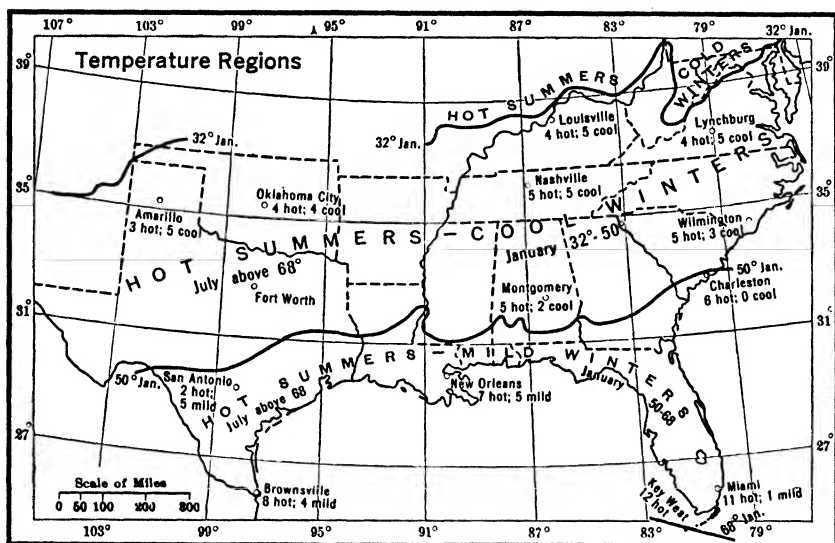 107° 103° 99° 95° 91° 87° 83° 79° 32° Jan.
Temperature Regions
39°
39°
COLD
WINTERS
HOT SUMMERS
Louisville
4 hot; 5 cool
Lynchburg
4 hot; 5 cool
32° Jan.
32° Jan.
Nashville
5 hot; 5 cool
35°
35°
Oklahoma City
4 hot; 4 cool
Amarillo
3 hot; 5 cool
Wilmington
5 hot; 3 cool
HOT SUMMERS – COOL WINTERS
July above 68°
January 32°-50°
Fort Worth
50° Jan.
Charleston
6 hot; 0 cool
Montgomery
5 hot; 2 cool
31°
31°
HOT SUMMERS – MILD WINTERS
July above 68
January 50-68
50° Jan.
San Antonio
2 hot;
5 mild
New Orleans
7 hot; 5 mild
27°
27°
Scale of Miles
0 50 100 200 300
Brownsville
8 hot; 4 mild
Key West
12 hot
Miami
11 hot; 1 mild
68° Jan.
103° 99° 95° 91° 87° 83° 79°